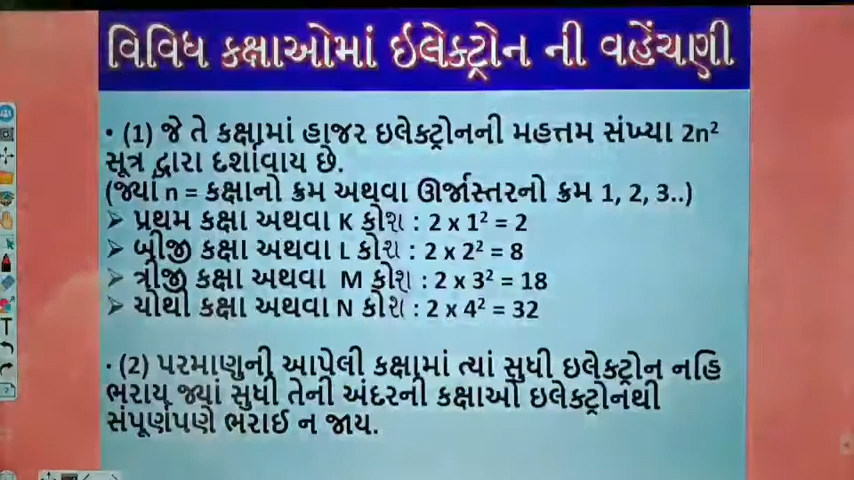 વિવિધ કક્ષાઓમાં ઈલેક્ટ્રોન ની વહેંચણી
• (1) જે તે કક્ષામાં હાજર ઇલેક્ટ્રોનની મહત્તમ સંખ્યા 2n²
સૂત્ર દ્વારા દર્શાવાય છે.
(જ્યાં n = કક્ષાનો ક્રમ અથવા ઊર્જાસ્તરનો ક્રમ 1, 2, 3..)
➢ પ્રથમ કક્ષા અથવા K કોશ : 2 x 1² = 2
➢ બીજી કક્ષા અથવા L કોશ : 2 x 2² = 8
➢ ત્રીજી કક્ષા અથવા M કોશ : 2 x 3² = 18
➢ ચોથી કક્ષા અથવા N કોશ : 2 x 4² = 32
• (2) પરમાણુની આપેલી કક્ષામાં ત્યાં સુધી ઇલેક્ટ્રોન નહિ
ભરાય જ્યાં સુધી તેની અંદરની કક્ષાઓ ઇલેક્ટ્રોનથી
સંપૂર્ણપણે ભરાઈ ન જાય.